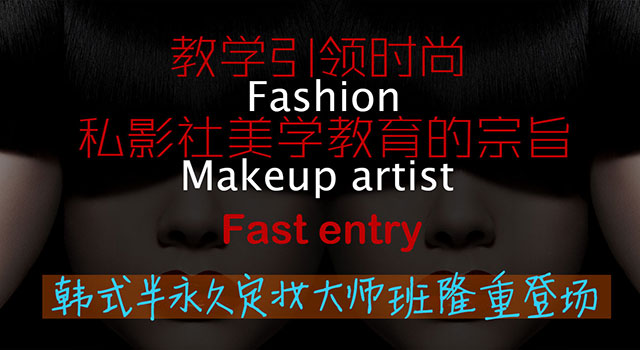 教学引领时尚
Fashion
私影社美学教育的宗旨
Makeup artist
Fast entry
韩式半永久定妆大师班隆重登场